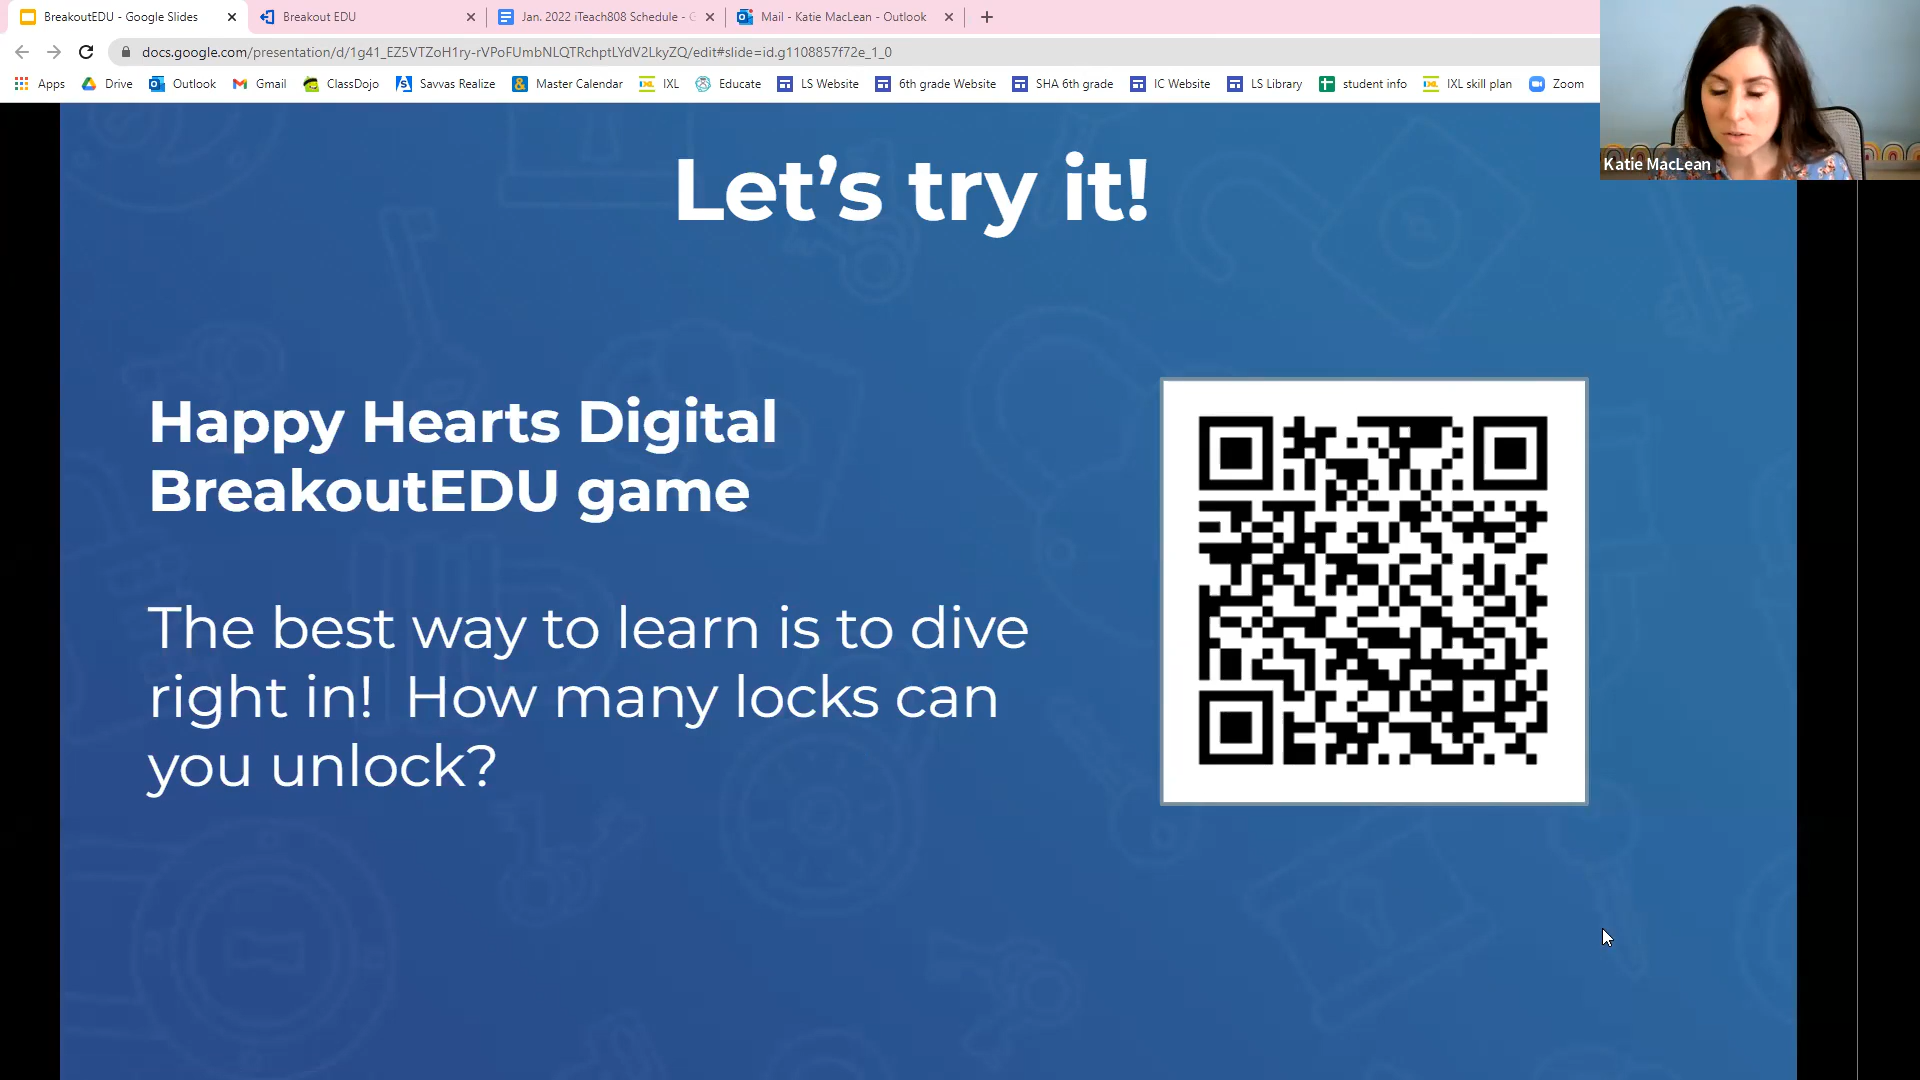 BreakoutEDU - Google Slides
Breakout EDU
Jan. 2022 iTeach808 Schedule - G
Mail - Katie MacLean - Outlook
docs.google.com/presentation/d/1g41_EZ5VTZoH1ry-rVPoFUmbNLQTRchptLYdV2LkyZQ/edit#slide=id.g1108857f72e_1_0
Apps Drive Outlook Gmail ClassDojo Savvas Realize Master Calendar IXL Educate LS Website 6th grade Website SHA 6th grade IC Website LS Library student info IXL skill plan Zoom
Katie MacLean
Let's try it!
Happy Hearts Digital
BreakoutEDU game
The best way to learn is to dive
right in! How many locks can
you unlock?